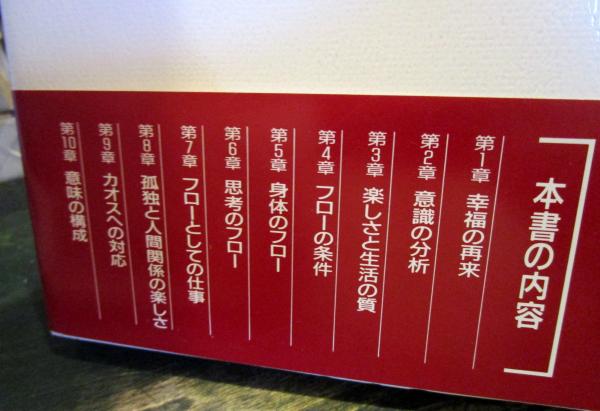 本書の内容
第1章 幸福の再来
第2章 意識の分析
第3章 楽しさと生活の質
第4章 フローの条件
第5章 身体のフロー
第6章 思考のフロー
第7章 フローとしての仕事
第8章 孤独と人間関係の楽しさ
第9章 カオスへの対応
第10章 意味の構成